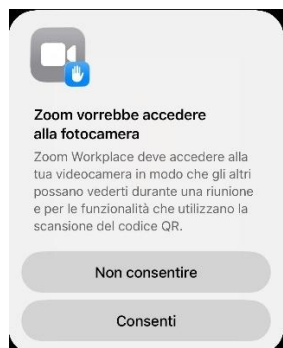 Zoom vorrebbe accedere
alla fotocamera
Zoom Workplace deve accedere alla
tua videocamera in modo che gli altri
possano vederti durante una riunione
e per le funzionalità che utilizzano la
scansione del codice QR.
Non consentire
Consenti